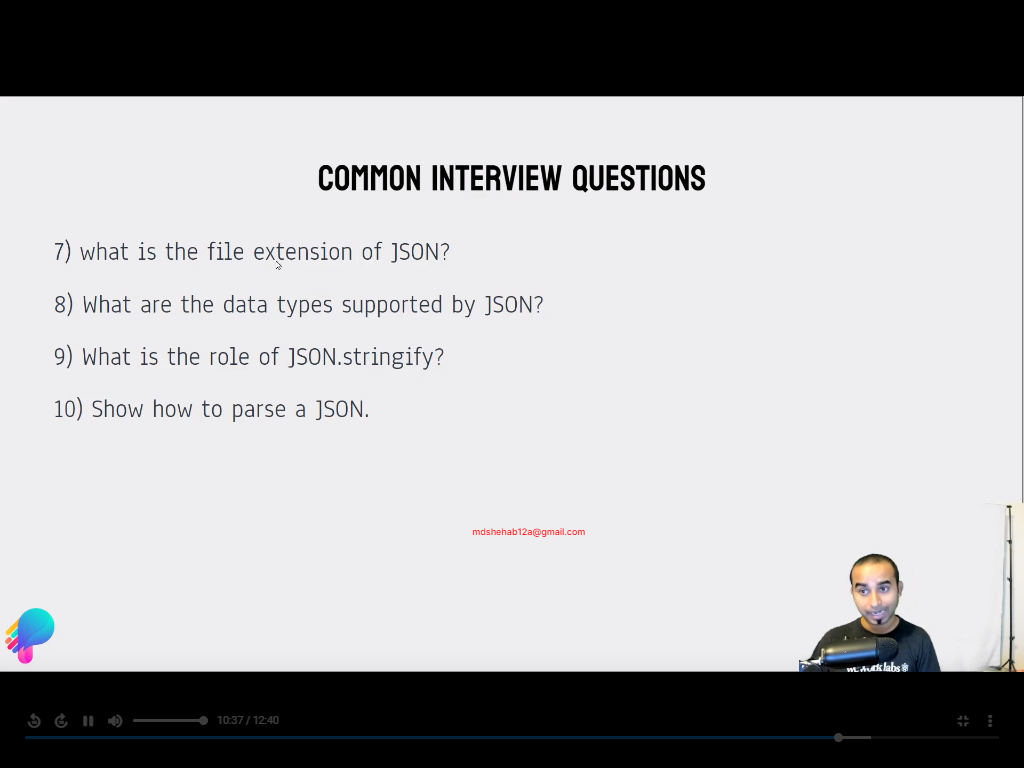 COMMON INTERVIEW QUESTIONS
7) what is the file extension of JSON?
8) What are the data types supported by JSON?
9) What is the role of JSON.stringify?
10) Show how to parse a JSON.
mdshehab12a@gmail.com
labs
10:37 / 12:40